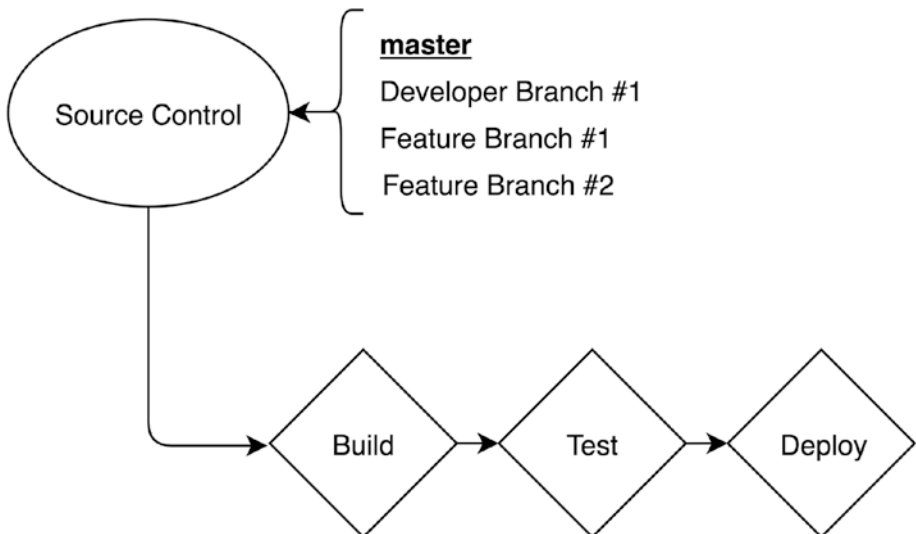 master
Source Control
Developer Branch #1
Feature Branch #1
Feature Branch #2
Build
Test
Deploy